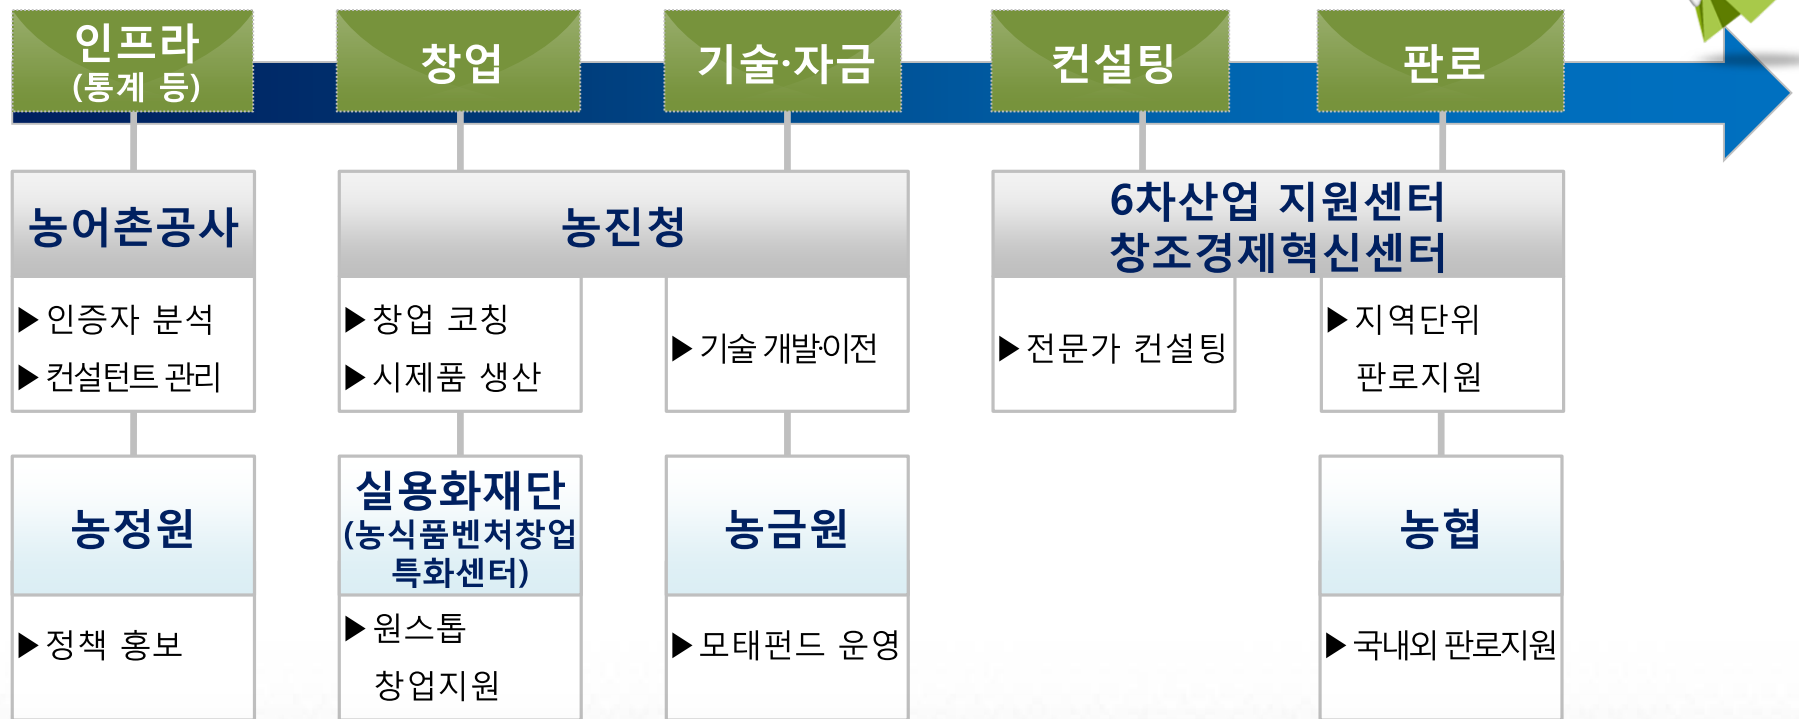 인프라
(통계 등)
창업
기술·자금
컨설팅
판로
농어촌공사
농진청
6차산업 지원센터
창조경제혁신센터
▶인증자 분석
▶컨설턴트 관리
▶창업 코칭
▶시제품 생산
▶기술 개발·이전
▶전문가 컨설팅
▶지역단위
판로지원
농정원
실용화재단
(농식품벤처창업
특화센터)
농금원
농협
▶정책 홍보
▶원스톱
창업지원
▶모태펀드 운영
▶국내외 판로지원